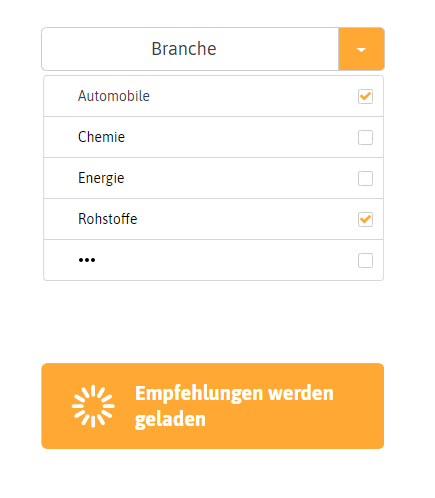 Branche
Automobile
Chemie
Energie
Rohstoffe
•••
Empfehlungen werden
geladen